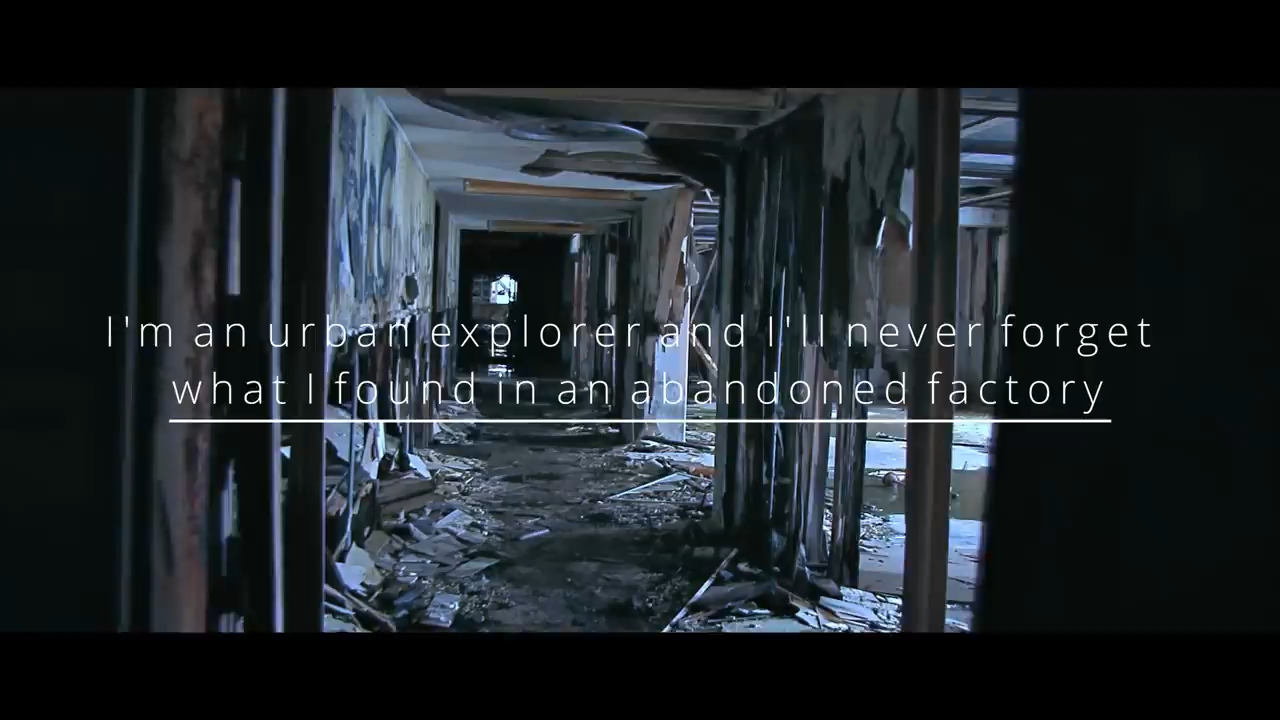 I'm an urban explorer and I'll never forget
what I found in an abandoned factory